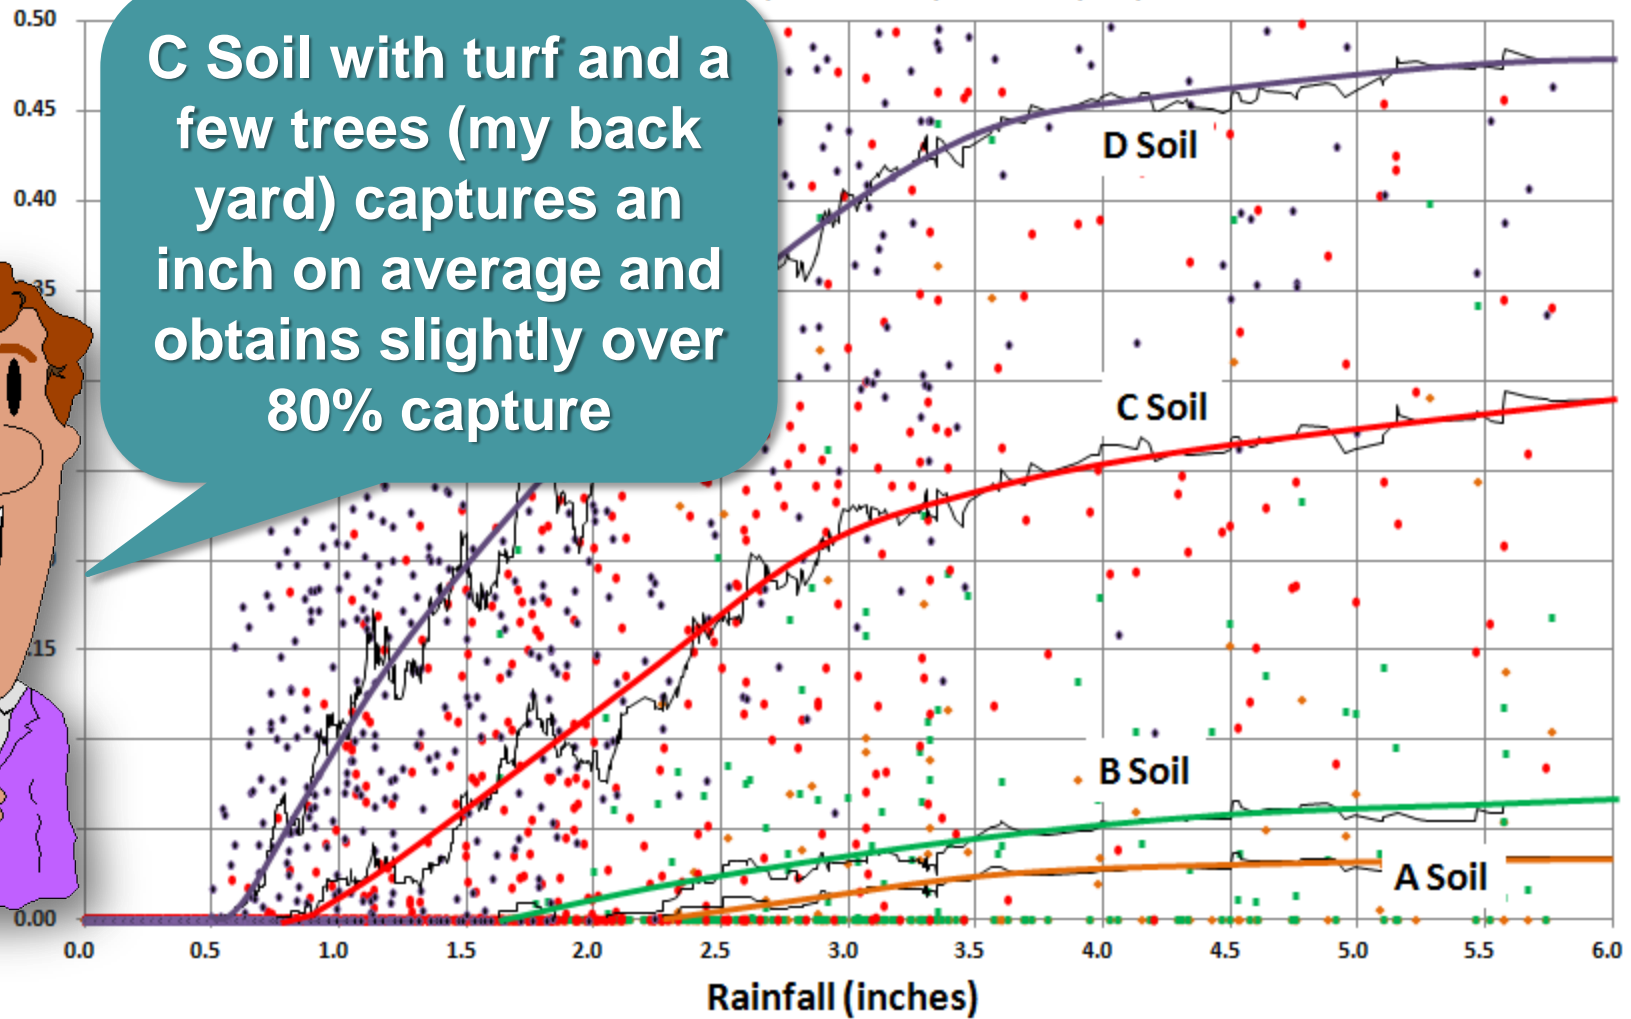 0.50
C Soil with turf and a
few trees (my back
yard) captures an
inch on average and
obtains slightly over
80% capture
0.45
D Soil
0.40
35
C Soil
.15
B Soil
A Soil
0.00
0.0 0.5 1.0 1.5 2.0 2.5 3.0 3.5 4.0 4.5 5.0 5.5 6.0
Rainfall (inches)